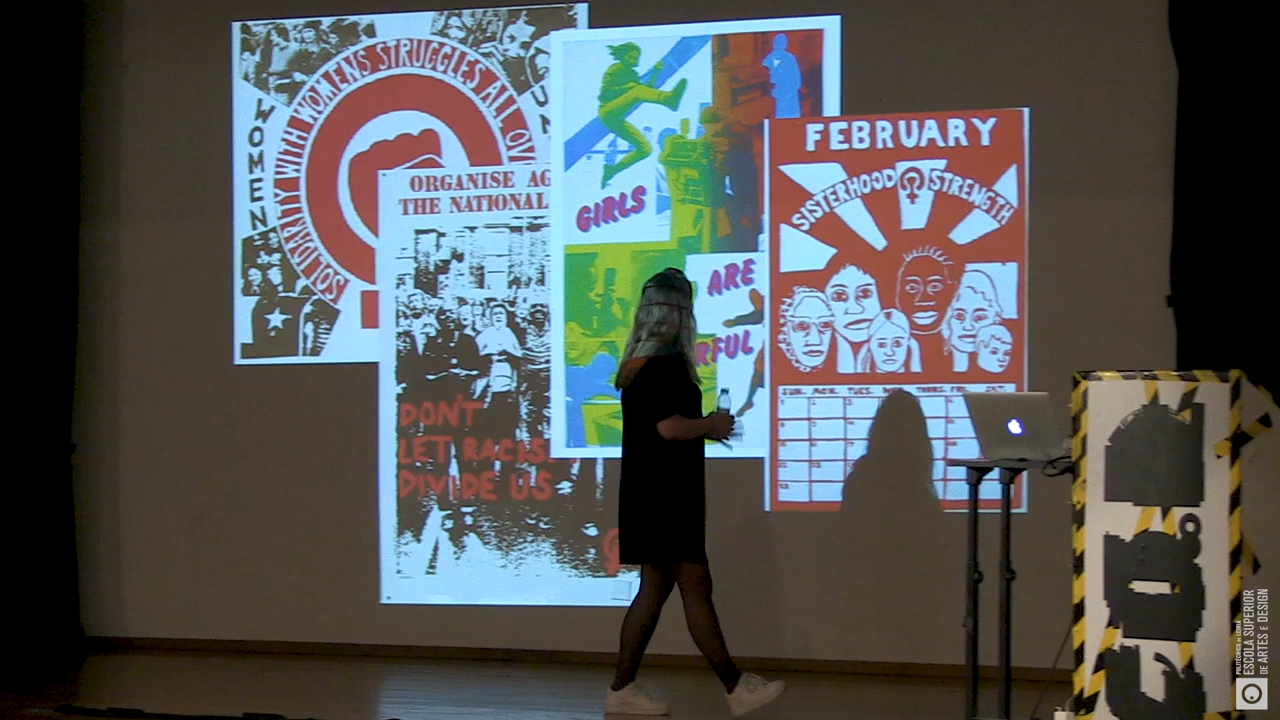 SOLIDARITY WITH WOMENS STRUGGLES ALL OV
WOMEN
ORGANISE AG
THE NATIONAL
DON'T
LET RACIS
DIVIDE US
GIRLS
ARE
RFUL
FEBRUARY
SISTERHOOD STRENGTH
SUN. MON. TUES. WED THURS. FRI. SAT.
ESCOLA SUPERIOR
DE ARTES E DESIGN